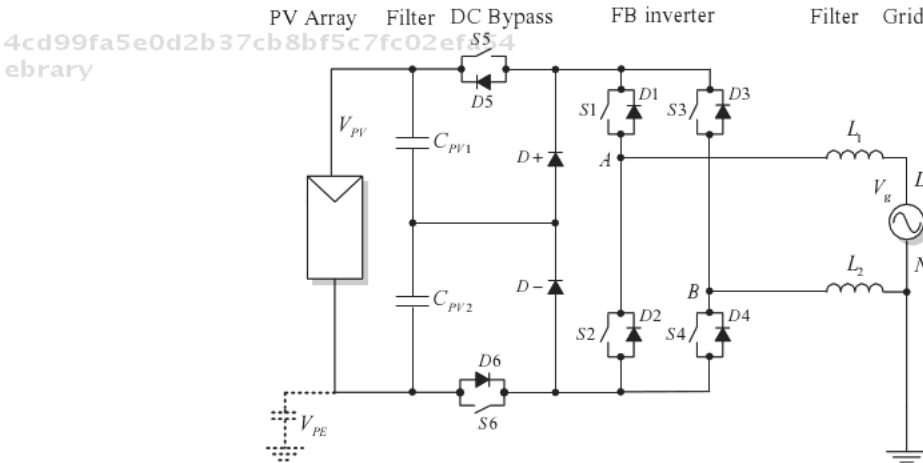 PV Array Filter DC Bypass FB inverter Filter Grid
4cd99fa5e0d2b37cb8bf5c7fc02efa54
ebrary
S5
D5
V_PV
C_PV1
D+
S1 D1 S3 D3
A
L_1
V_g L
N
L_2
B
D-
C_PV2
S2 D2 S4 D4
D6
S6
V_PE